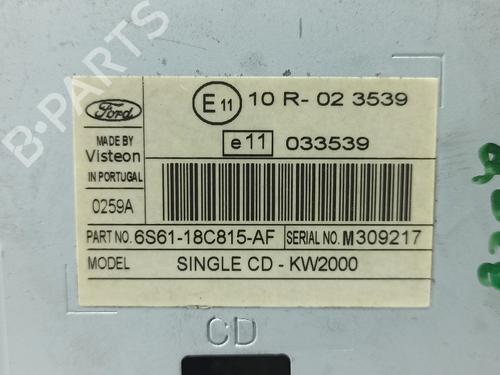 B-PARTS
Ford
E 11 10 R- 02 3539
MADE BY
Visteon
IN PORTUGAL
e11 033539
0259A
PART NO. 6S61-18C815-AF SERIAL NO. M309217
MODEL SINGLE CD - KW2000
CD